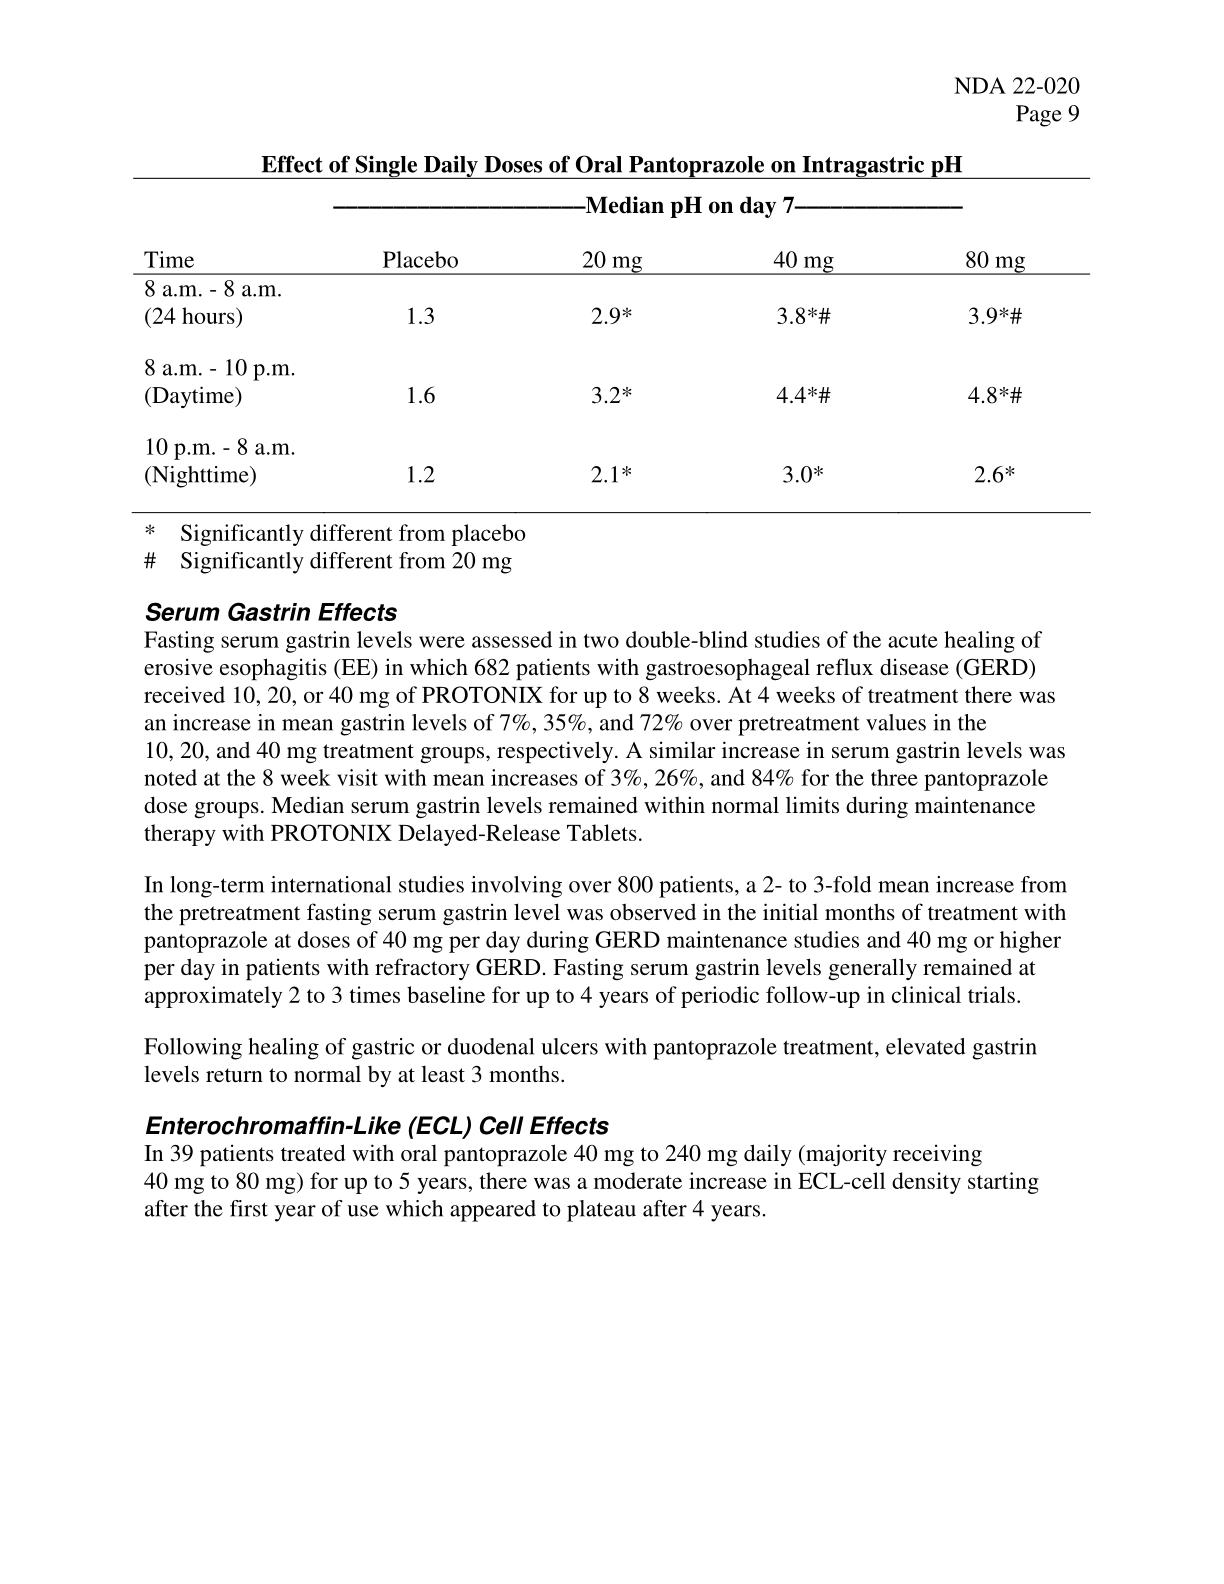 NDA 22-020
Page 9
Effect of Single Daily Doses of Oral Pantoprazole on Intragastric pH
---------------------Median pH on day 7--------------
Time Placebo 20 mg 40 mg 80 mg
8 a.m. - 8 a.m.
(24 hours) 1.3 2.9* 3.8*# 3.9*#
8 a.m. - 10 p.m.
(Daytime) 1.6 3.2* 4.4*# 4.8*#
10 p.m. - 8 a.m.
(Nighttime) 1.2 2.1* 3.0* 2.6*
* Significantly different from placebo
# Significantly different from 20 mg
Serum Gastrin Effects
Fasting serum gastrin levels were assessed in two double-blind studies of the acute healing of
erosive esophagitis (EE) in which 682 patients with gastroesophageal reflux disease (GERD)
received 10, 20, or 40 mg of PROTONIX for up to 8 weeks. At 4 weeks of treatment there was
an increase in mean gastrin levels of 7%, 35%, and 72% over pretreatment values in the
10, 20, and 40 mg treatment groups, respectively. A similar increase in serum gastrin levels was
noted at the 8 week visit with mean increases of 3%, 26%, and 84% for the three pantoprazole
dose groups. Median serum gastrin levels remained within normal limits during maintenance
therapy with PROTONIX Delayed-Release Tablets.
In long-term international studies involving over 800 patients, a 2- to 3-fold mean increase from
the pretreatment fasting serum gastrin level was observed in the initial months of treatment with
pantoprazole at doses of 40 mg per day during GERD maintenance studies and 40 mg or higher
per day in patients with refractory GERD. Fasting serum gastrin levels generally remained at
approximately 2 to 3 times baseline for up to 4 years of periodic follow-up in clinical trials.
Following healing of gastric or duodenal ulcers with pantoprazole treatment, elevated gastrin
levels return to normal by at least 3 months.
Enterochromaffin-Like (ECL) Cell Effects
In 39 patients treated with oral pantoprazole 40 mg to 240 mg daily (majority receiving
40 mg to 80 mg) for up to 5 years, there was a moderate increase in ECL-cell density starting
after the first year of use which appeared to plateau after 4 years.